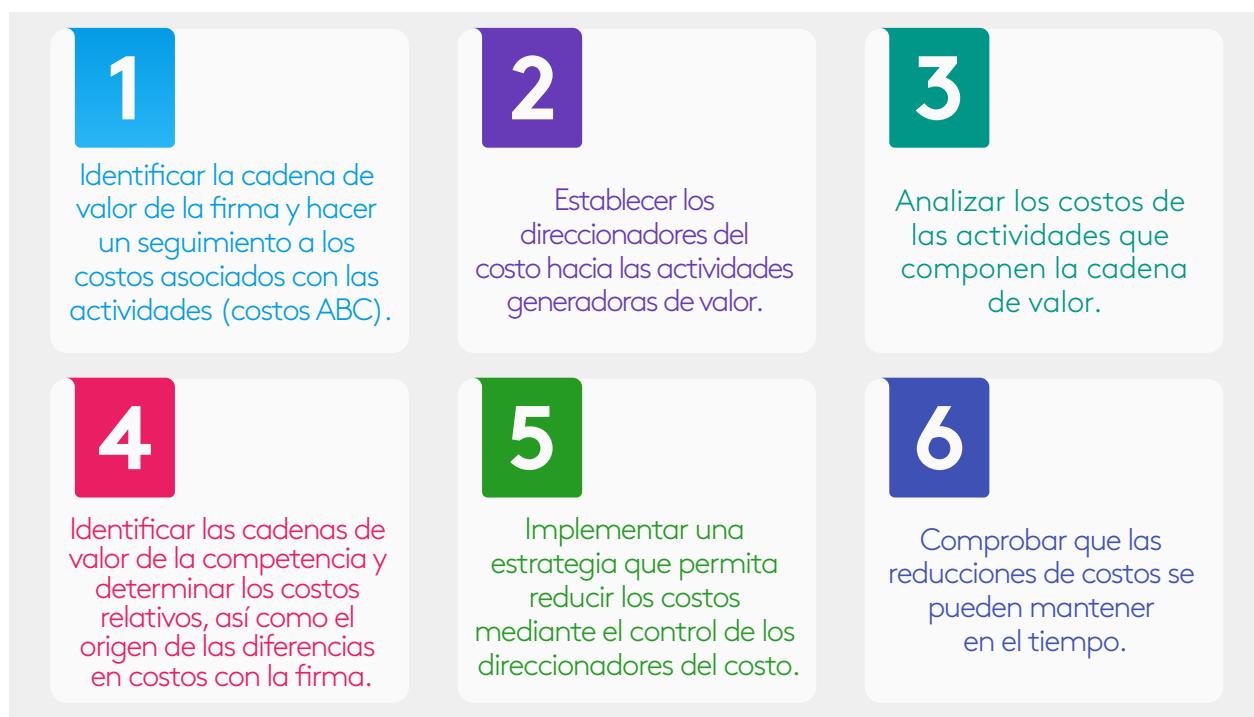 1
Identificar la cadena de
valor de la firma y hacer
un seguimiento a los
costos asociados con las
actividades (costos ABC).
2
Establecer los
direccionadores del
costo hacia las actividades
generadoras de valor.
3
Analizar los costos de
las actividades que
componen la cadena
de valor.
4
Identificar las cadenas de
valor de la competencia y
determinar los costos
relativos, así como el
origen de las diferencias
en costos con la firma.
5
Implementar una
estrategia que permita
reducir los costos
mediante el control de los
direccionadores del costo.
6
Comprobar que las
reducciones de costos se
pueden mantener
en el tiempo.